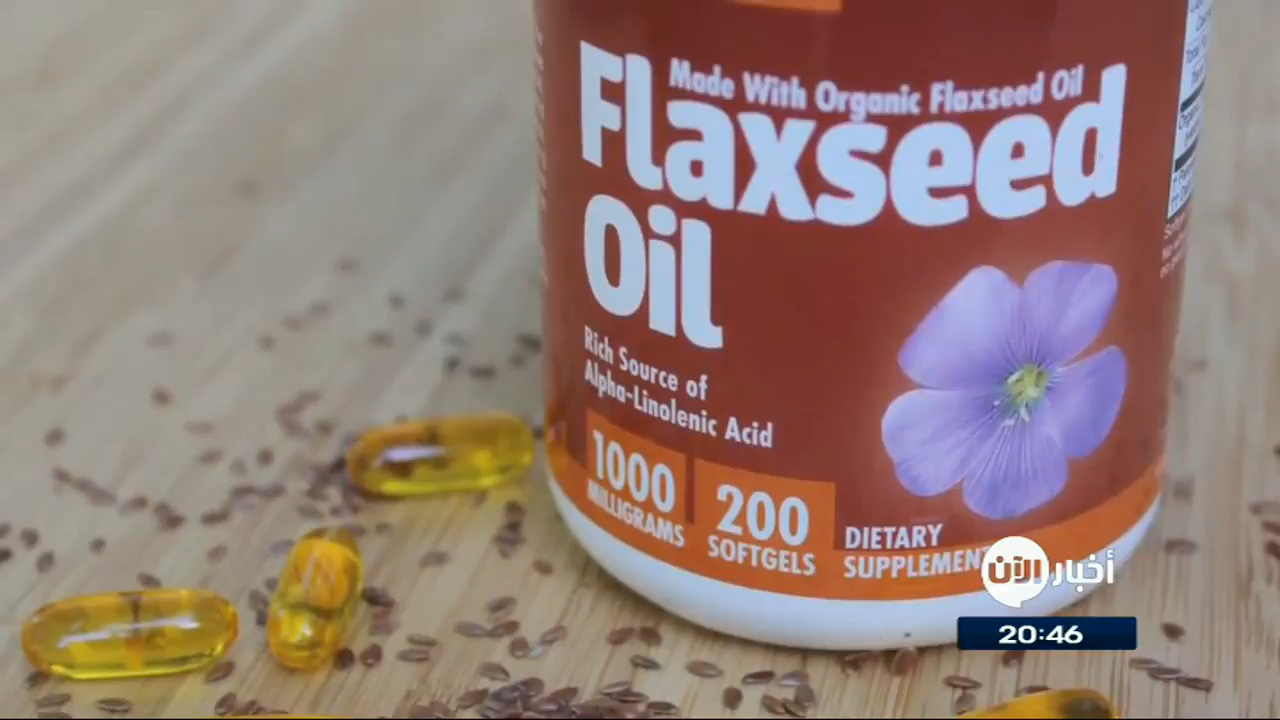 Made With Organic Flaxseed Oil
Flaxseed
Oil
Rich Source of
Alpha-Linolenic Acid
1000
MILLIGRAMS
200
SOFTGELS
DIETARY
SUPPLEMENT
أخبار الآن
20:46